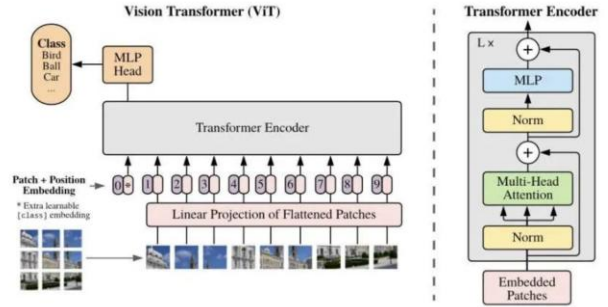 Vision Transformer (ViT)
Class
Bird
Ball
Car
...
MLP
Head
Transformer Encoder
Patch + Position
Embedding
* Extra learnable
[class] embedding
0 * 1 2 3 4 5 6 7 8 9
Linear Projection of Flattened Patches
Transformer Encoder
L x
+
MLP
Norm
+
Multi-Head
Attention
Norm
Embedded
Patches